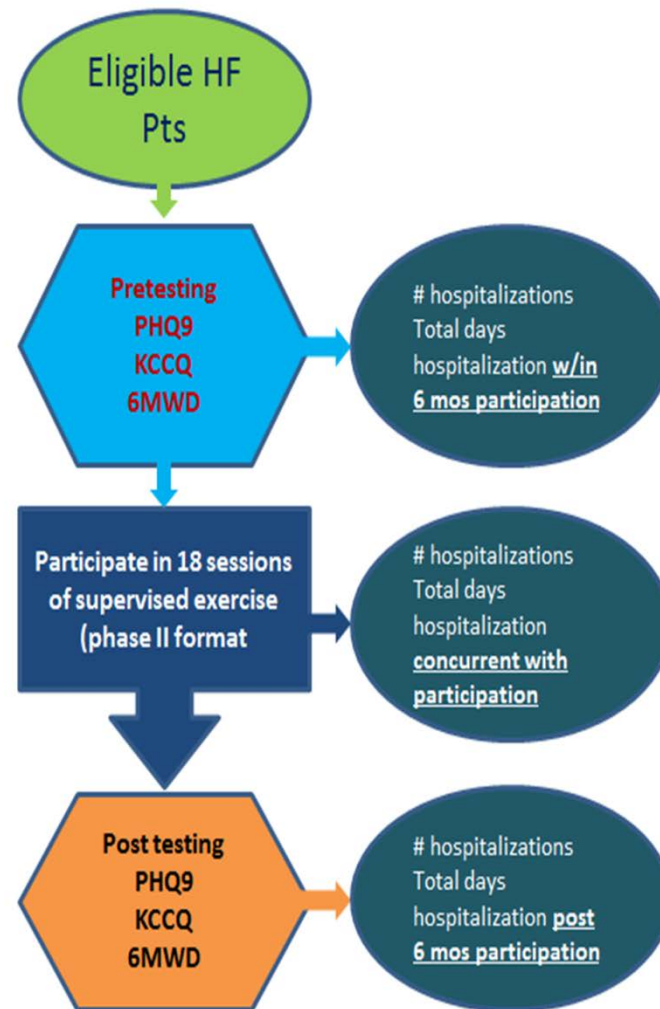 Eligible HF
Pts
Pretesting
PHQ9
KCCQ
6MWD
# hospitalizations
Total days
hospitalization w/in
6 mos participation
Participate in 18 sessions
of supervised exercise
(phase II format
# hospitalizations
Total days
hospitalization
concurrent with
participation
Post testing
PHQ9
KCCQ
6MWD
# hospitalizations
Total days
hospitalization post
6 mos participation